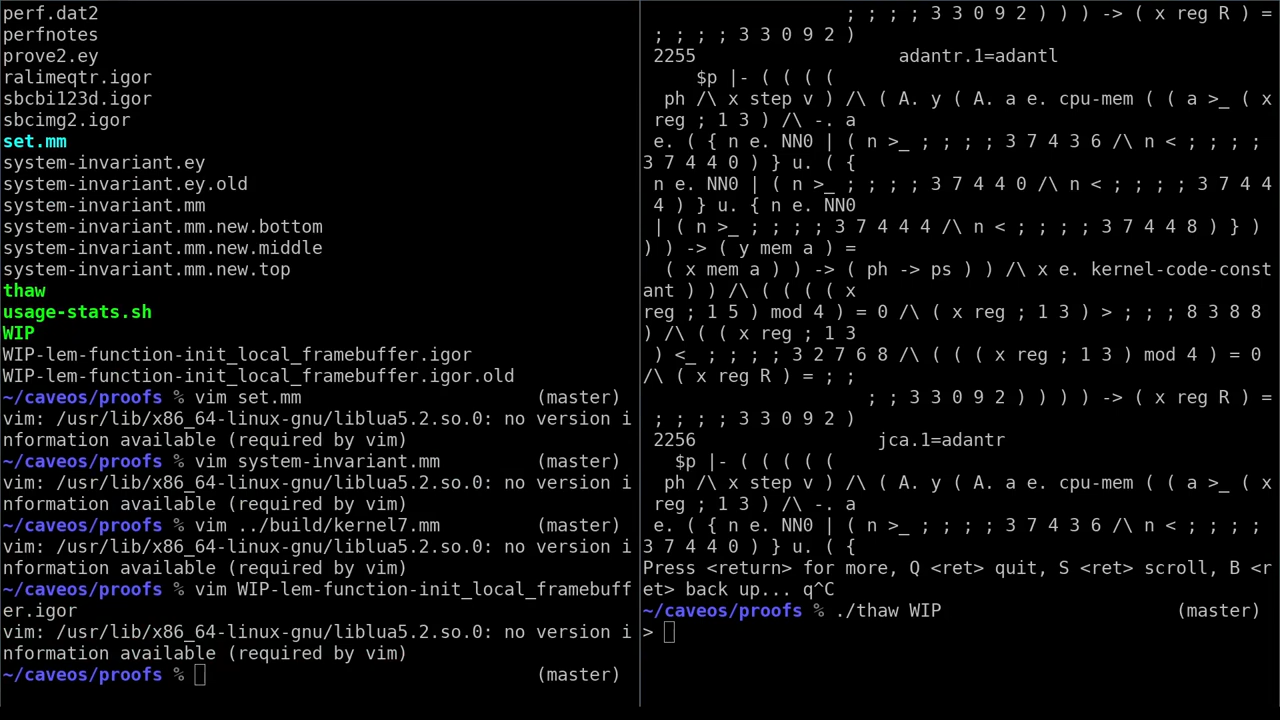 perf.dat2
perfnotes
prove2.ey
ralimeqtr.igor
sbcbi123d.igor
sbcimg2.igor
set.mm
system-invariant.ey
system-invariant.ey.old
system-invariant.mm
system-invariant.mm.new.bottom
system-invariant.mm.new.middle
system-invariant.mm.new.top
thaw
usage-stats.sh
WIP
WIP-lem-function-init_local_framebuffer.igor
WIP-lem-function-init_local_framebuffer.igor.old
~/caveos/proofs % vim set.mm (master)
vim: /usr/lib/x86_64-linux-gnu/liblua5.2.so.0: no version i
nformation available (required by vim)
~/caveos/proofs % vim system-invariant.mm (master)
vim: /usr/lib/x86_64-linux-gnu/liblua5.2.so.0: no version i
nformation available (required by vim)
~/caveos/proofs % vim ../build/kernel7.mm (master)
vim: /usr/lib/x86_64-linux-gnu/liblua5.2.so.0: no version i
nformation available (required by vim)
~/caveos/proofs % vim WIP-lem-function-init_local_framebuff
er.igor
vim: /usr/lib/x86_64-linux-gnu/liblua5.2.so.0: no version i
nformation available (required by vim)
~/caveos/proofs % (master)
; ; ; ; 3 3 0 9 2 ) ) ) -> ( x reg R ) =
; ; ; ; 3 3 0 9 2 )
2255 adantr.1=adantl
$p |- ( ( ( (
ph /\ x step v ) /\ ( A. y ( A. a e. cpu-mem ( ( a >_ ( x
reg ; 1 3 ) /\ -. a
e. ( { n e. NN0 | ( n >_ ; ; ; ; 3 7 4 3 6 /\ n < ; ; ; ;
3 7 4 4 0 ) } u. ( {
n e. NN0 | ( n >_ ; ; ; ; 3 7 4 4 0 /\ n < ; ; ; ; 3 7 4 4
4 ) } u. { n e. NN0
| ( n >_ ; ; ; ; 3 7 4 4 4 /\ n < ; ; ; ; 3 7 4 4 8 ) } )
) ) -> ( y mem a ) =
( x mem a ) ) -> ( ph -> ps ) ) /\ x e. kernel-code-const
ant ) ) /\ ( ( ( ( x
reg ; 1 5 ) mod 4 ) = 0 /\ ( x reg ; 1 3 ) > ; ; ; 8 3 8 8
) /\ ( ( x reg ; 1 3
) <_ ; ; ; ; 3 2 7 6 8 /\ ( ( ( x reg ; 1 3 ) mod 4 ) = 0
/\ ( x reg R ) = ; ;
; ; 3 3 0 9 2 ) ) ) ) -> ( x reg R ) =
; ; ; ; 3 3 0 9 2 )
2256 jca.1=adantr
$p |- ( ( ( ( (
ph /\ x step v ) /\ ( A. y ( A. a e. cpu-mem ( ( a >_ ( x
reg ; 1 3 ) /\ -. a
e. ( { n e. NN0 | ( n >_ ; ; ; ; 3 7 4 3 6 /\ n < ; ; ; ;
3 7 4 4 0 ) } u. ( {
Press <return> for more, Q <ret> quit, S <ret> scroll, B <r
et> back up... q^C
~/caveos/proofs % ./thaw WIP (master)
>